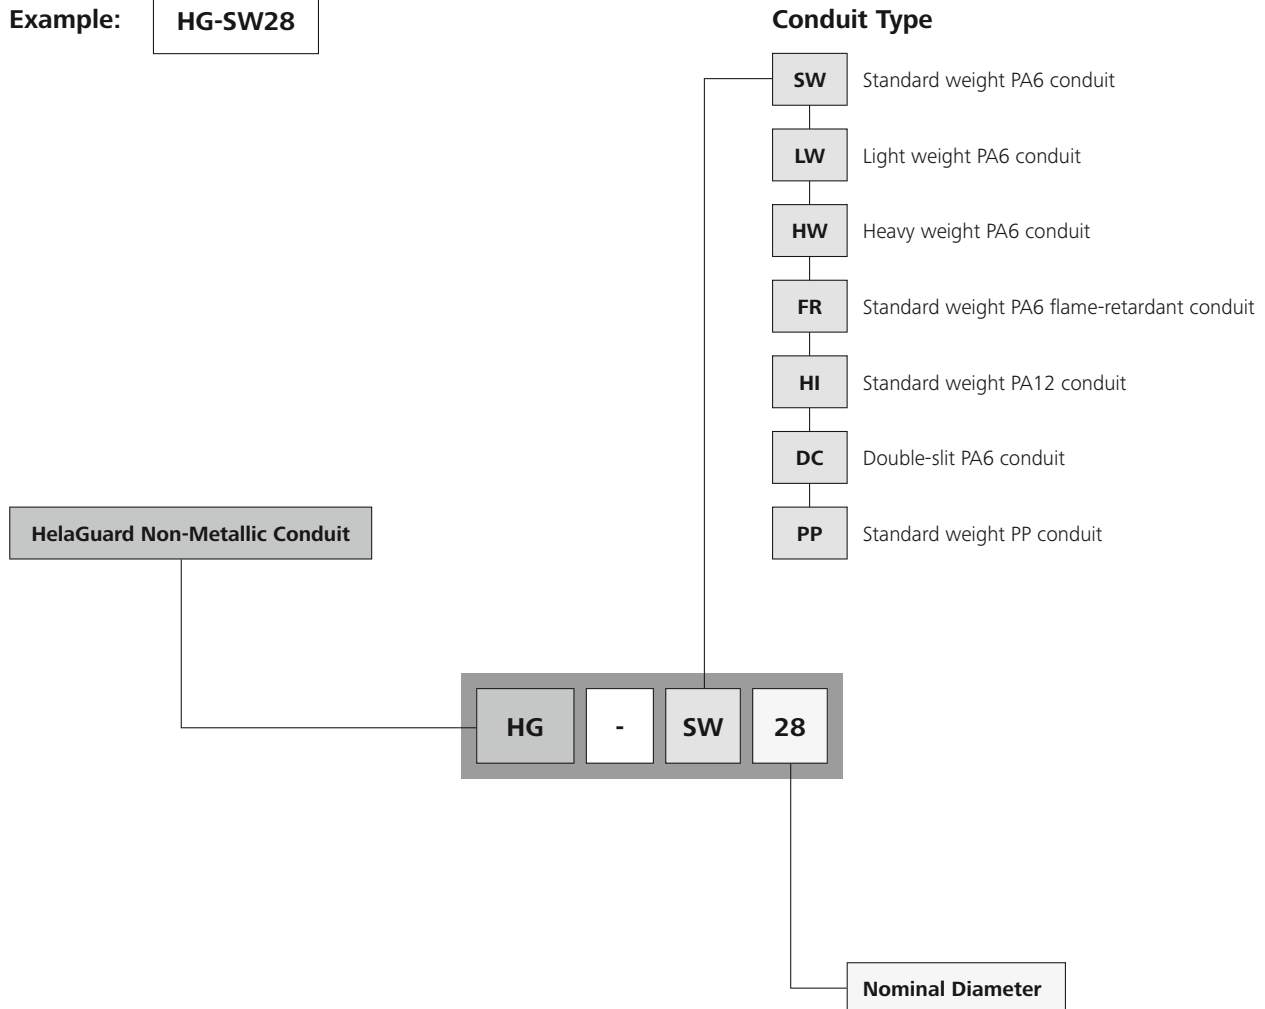 Example:
HG-SW28
Conduit Type
SW Standard weight PA6 conduit
LW Light weight PA6 conduit
HW Heavy weight PA6 conduit
FR Standard weight PA6 flame-retardant conduit
HI Standard weight PA12 conduit
DC Double-slit PA6 conduit
PP Standard weight PP conduit
HelaGuard Non-Metallic Conduit
HG - SW 28
Nominal Diameter